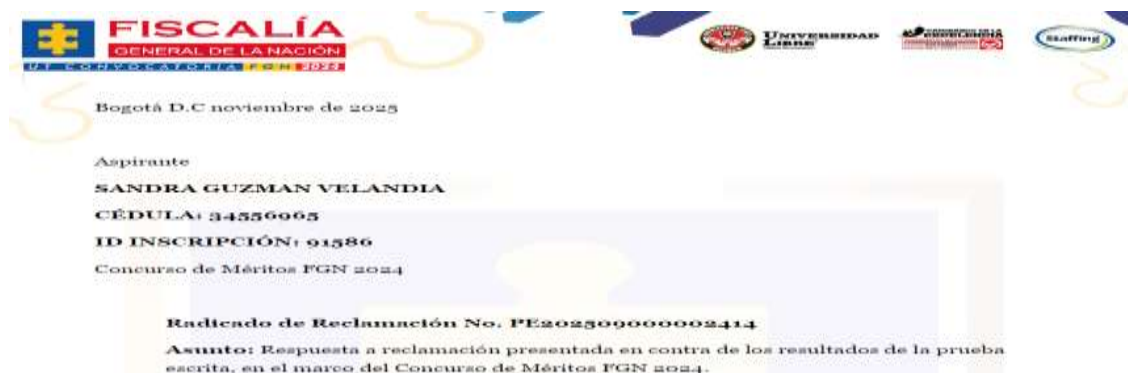 FISCALÍA
GENERAL DE LA NACIÓN
UT CONVOCATORIA FGN 2024
UNIVERSIDAD
LIBRE
EXCELENCIA
Staffing
Bogotá D.C noviembre de 2025
Aspirante
SANDRA GUZMAN VELANDIA
CÉDULA: 34556965
ID INSCRIPCIÓN: 91586
Concurso de Méritos FGN 2024
Radicado de Reclamación No. PE202509000002414
Asunto: Respuesta a reclamación presentada en contra de los resultados de la prueba
escrita, en el marco del Concurso de Méritos FGN 2024.